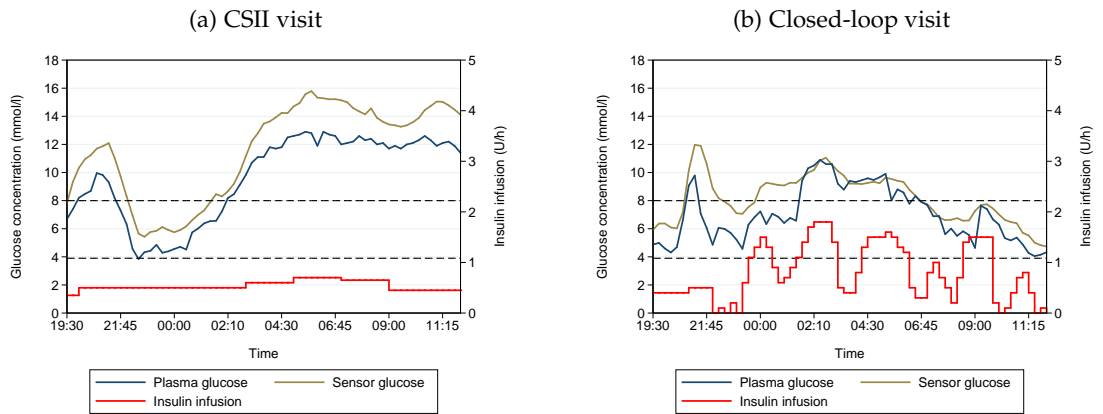 (a) CSII visit
18
16
14
12
10
8
6
4
2
0
Glucose concentration (mmol/l)
5
4
3
2
1
0
Insulin infusion (U/h)
19:30 21:45 00:00 02:10 04:30 06:45 09:00 11:15
Time
Plasma glucose Sensor glucose
Insulin infusion
(b) Closed-loop visit
18
16
14
12
10
8
6
4
2
0
Glucose concentration (mmol/l)
5
4
3
2
1
0
Insulin infusion (U/h)
19:30 21:45 00:00 02:10 04:30 06:45 09:00 11:15
Time
Plasma glucose Sensor glucose
Insulin infusion